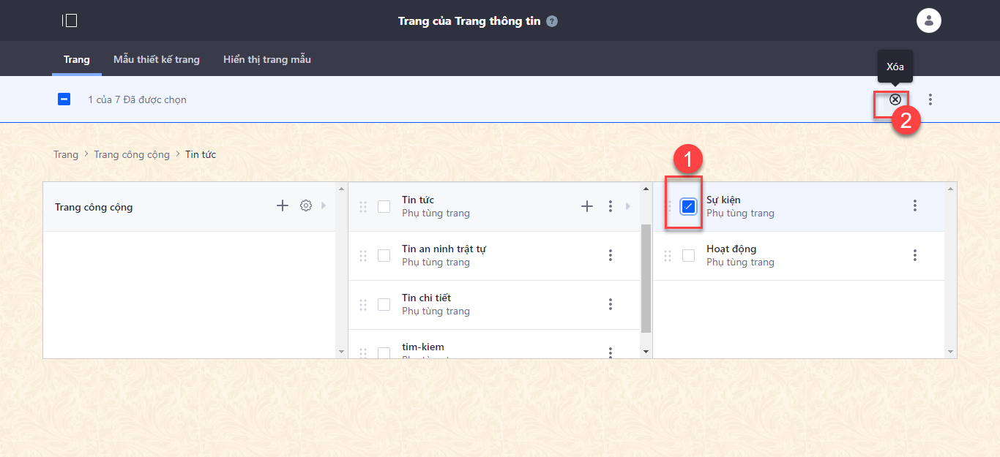 Trang của Trang thông tin ?
Trang Mẫu thiết kế trang Hiển thị trang mẫu
Xóa
1 của 7 Đã được chọn
2
Trang > Trang công cộng > Tin tức
1
Trang công cộng
Tin tức
Phụ tùng trang
Tin an ninh trật tự
Phụ tùng trang
Tin chi tiết
Phụ tùng trang
tim-kiem
Sự kiện
Phụ tùng trang
Hoạt động
Phụ tùng trang